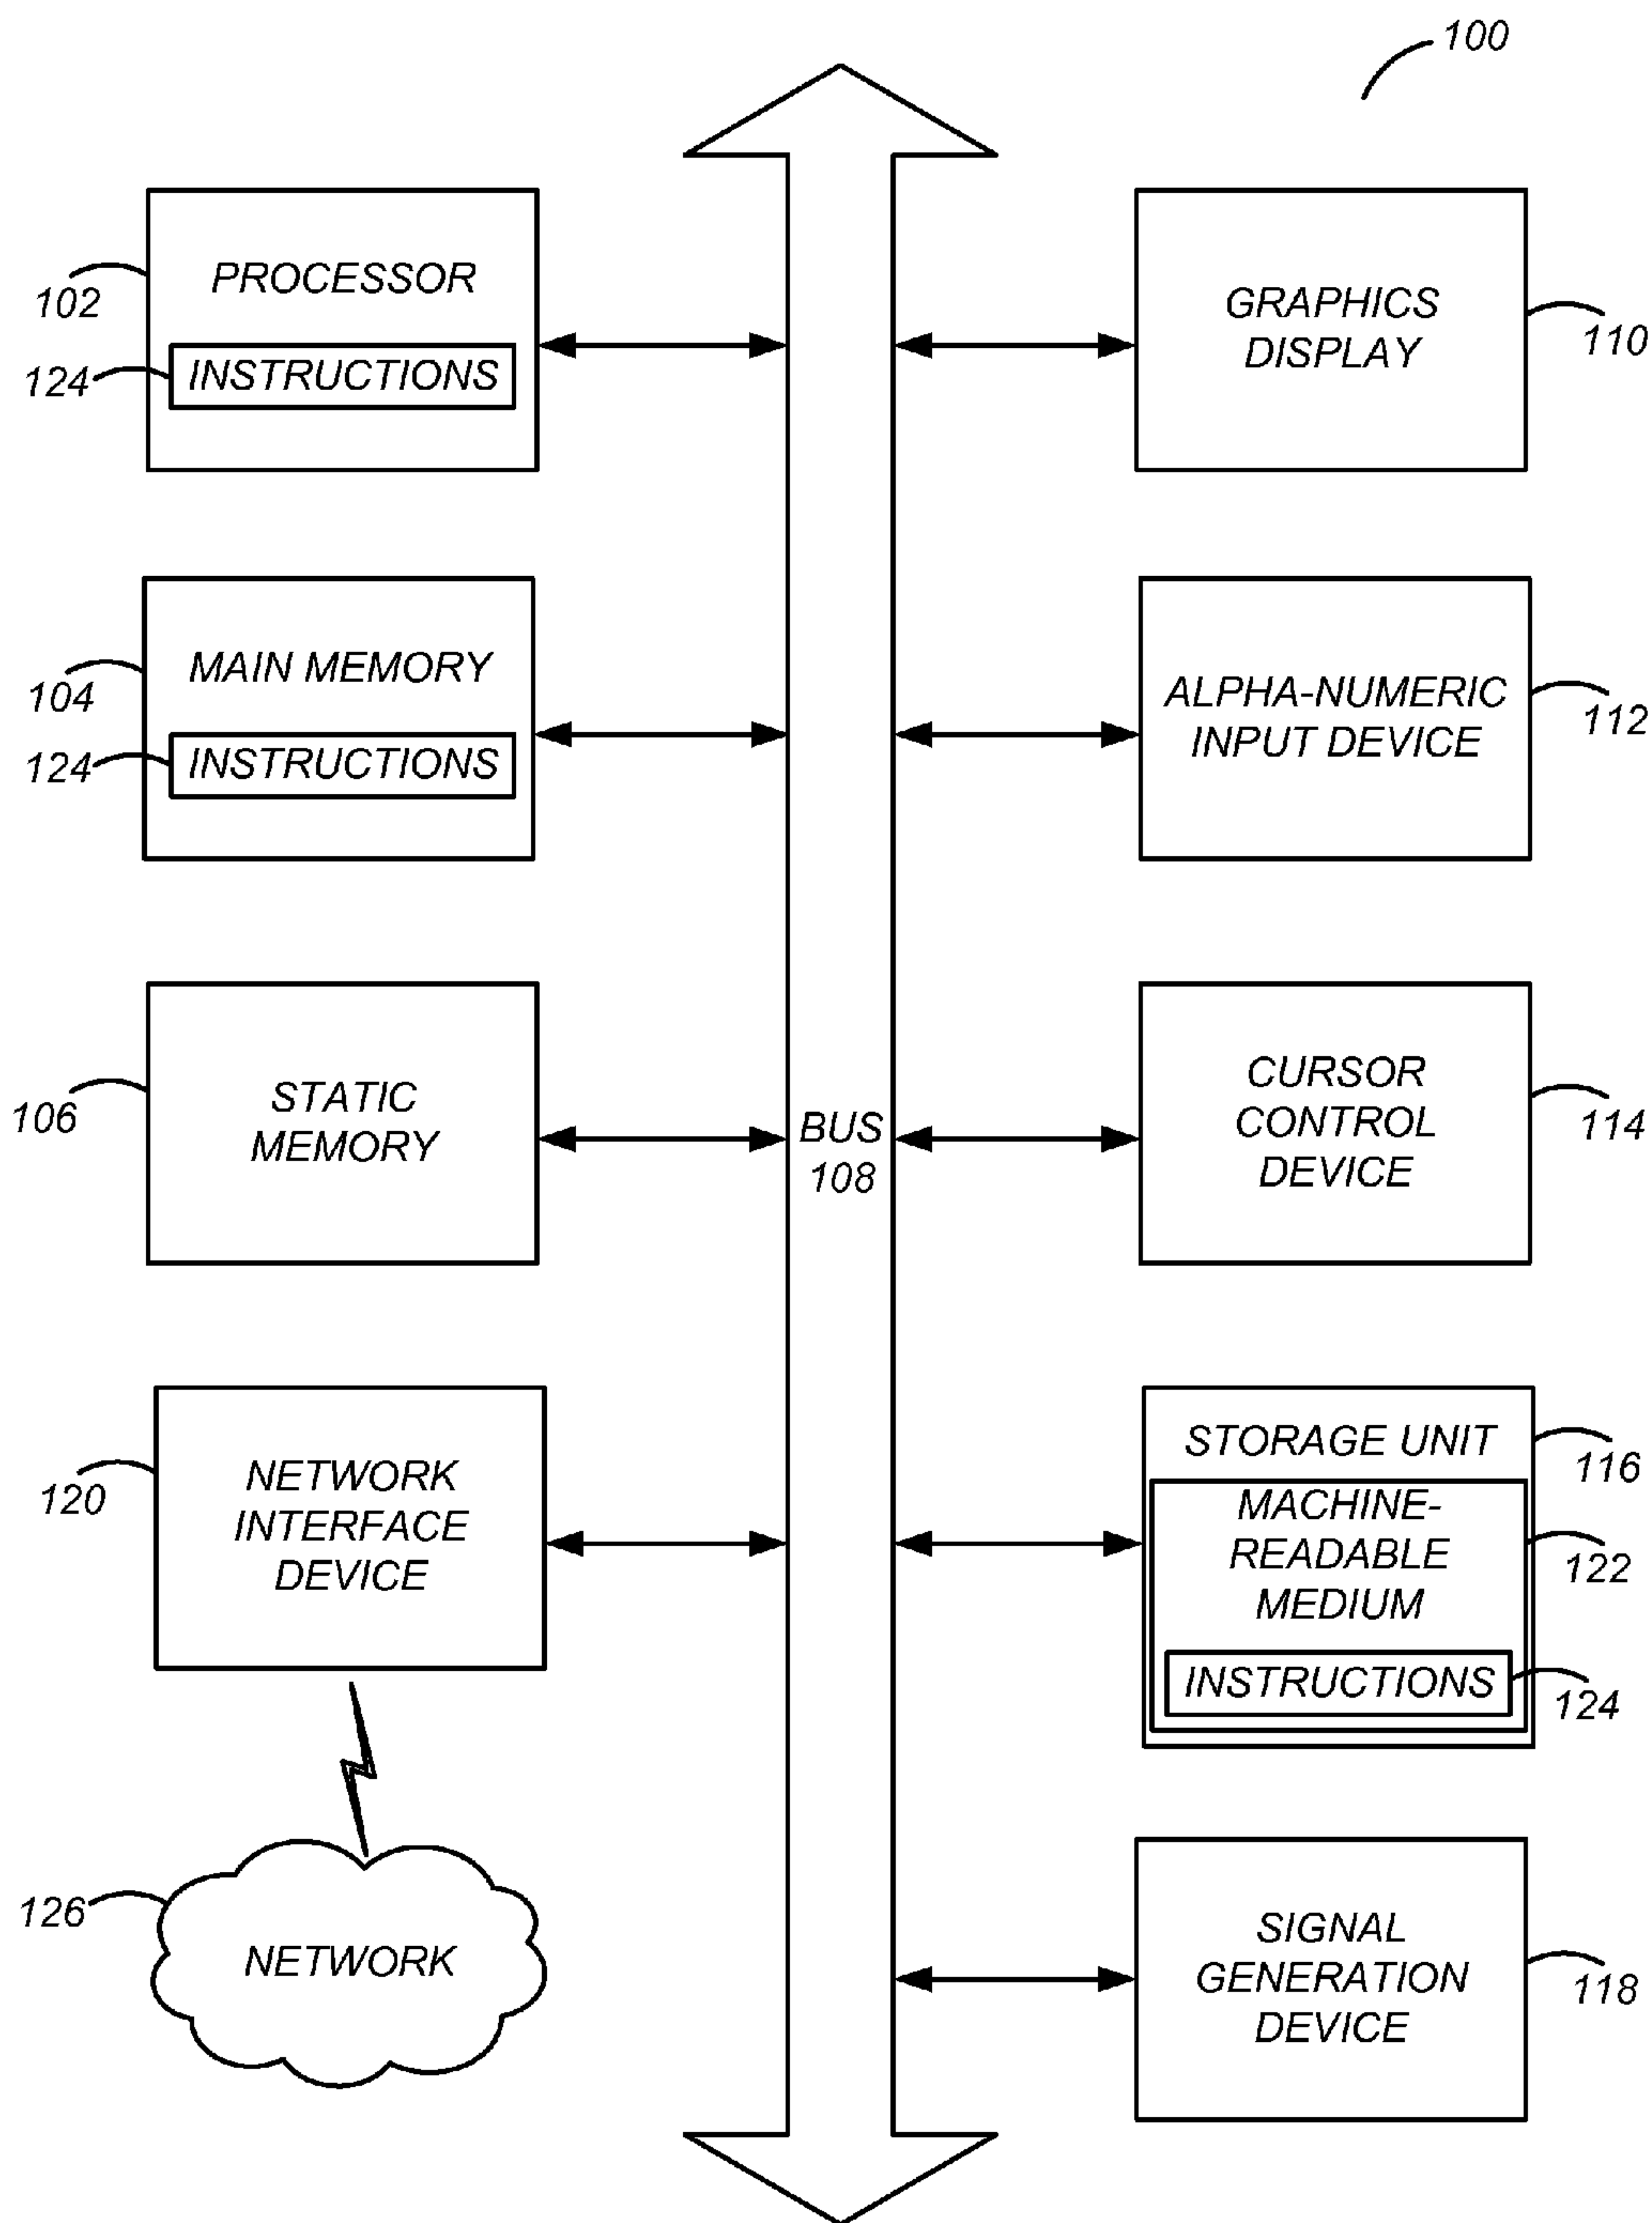 100
PROCESSOR
102
124
INSTRUCTIONS
GRAPHICS
DISPLAY
110
MAIN MEMORY
104
124
INSTRUCTIONS
ALPHA-NUMERIC
INPUT DEVICE
112
STATIC
MEMORY
106
BUS
108
CURSOR
CONTROL
DEVICE
114
NETWORK
INTERFACE
DEVICE
120
STORAGE UNIT
116
MACHINE-
READABLE
MEDIUM
122
INSTRUCTIONS
124
126
NETWORK
SIGNAL
GENERATION
DEVICE
118